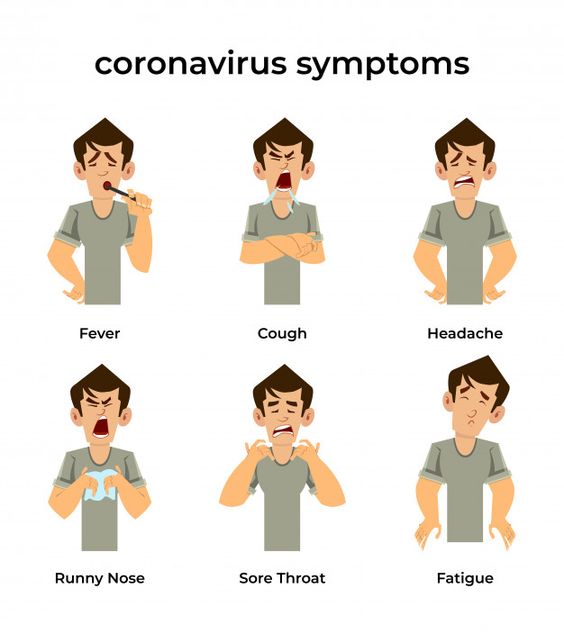 coronavirus symptoms
Fever
Cough
Headache
Runny Nose
Sore Throat
Fatigue